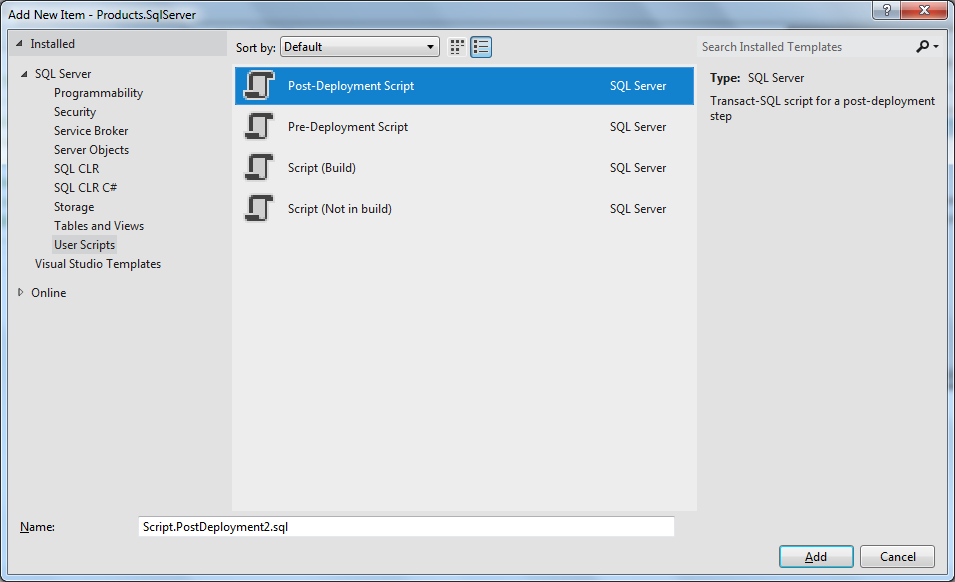 Add New Item - Products.SqlServer
?
Installed
SQL Server
Programmability
Security
Service Broker
Server Objects
SQL CLR
SQL CLR C#
Storage
Tables and Views
User Scripts
Visual Studio Templates
Online
Sort by: Default
Post-Deployment Script SQL Server
Pre-Deployment Script SQL Server
Script (Build) SQL Server
Script (Not in build) SQL Server
Search Installed Templates
Type: SQL Server
Transact-SQL script for a post-deployment
step
Name: Script.PostDeployment2.sql
Add Cancel